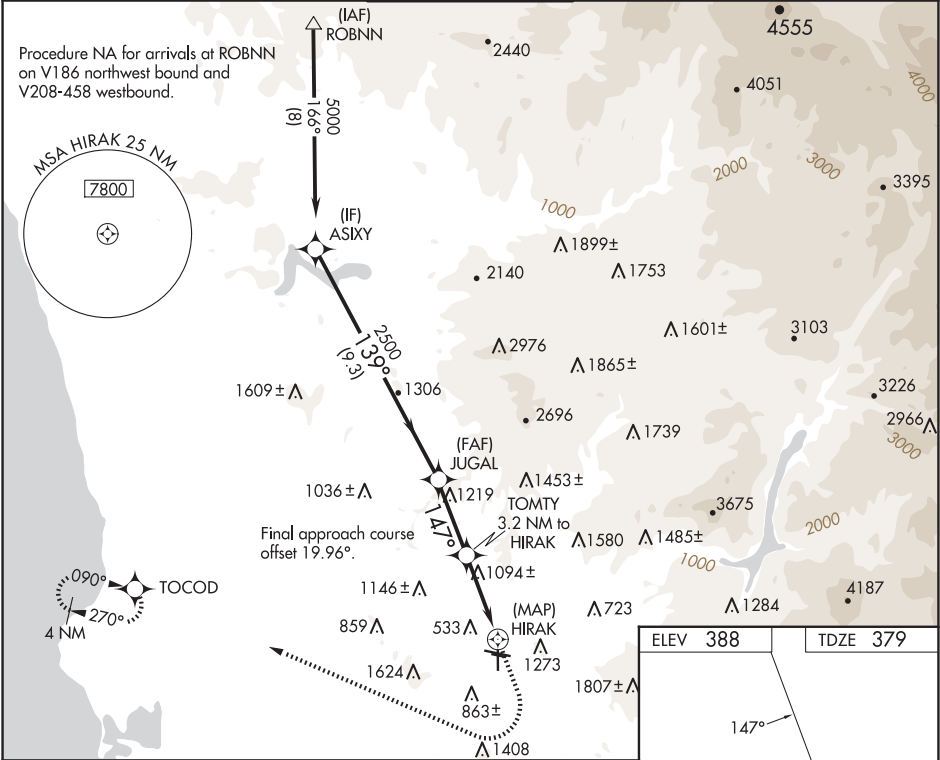 Procedure NA for arrivals at ROBNN
on V186 northwest bound and
V208-458 westbound.
(IAF)
ROBNN
5000
166°
(8)
2440
4555
4051
4000
3000
2000
3395
MSA HIRAK 25 NM
7800
(IF)
ASIXY
1000
1899±
2140
1753
2500
139°
(9.3)
2976
1601±
3103
1865±
1609±
1306
2696
3226
2966
3000
1739
(FAF)
JUGAL
1036±
1219
1453±
TOMTY
3.2 NM to
HIRAK
147°
3675
2000
Final approach course
offset 19.96°.
1580
1485±
1000
1094±
090°
TOCOD
270°
4 NM
1146±
(MAP)
HIRAK
723
1284
4187
859
533
1273
1624
863±
1807±
1408
ELEV 388
TDZE 379
147°